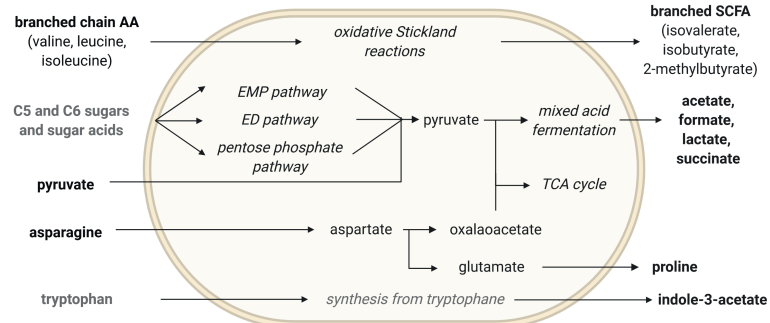 branched chain AA
(valine, leucine,
isoleucine)
oxidative Stickland
reactions
branched SCFA
(isovalerate,
isobutyrate,
2-methylbutyrate)
C5 and C6 sugars
and sugar acids
EMP pathway
ED pathway
pentose phosphate
pathway
pyruvate
mixed acid
fermentation
acetate,
formate,
lactate,
succinate
pyruvate
TCA cycle
asparagine
aspartate
oxalaoacetate
glutamate
proline
tryptophan
synthesis from tryptophane
indole-3-acetate